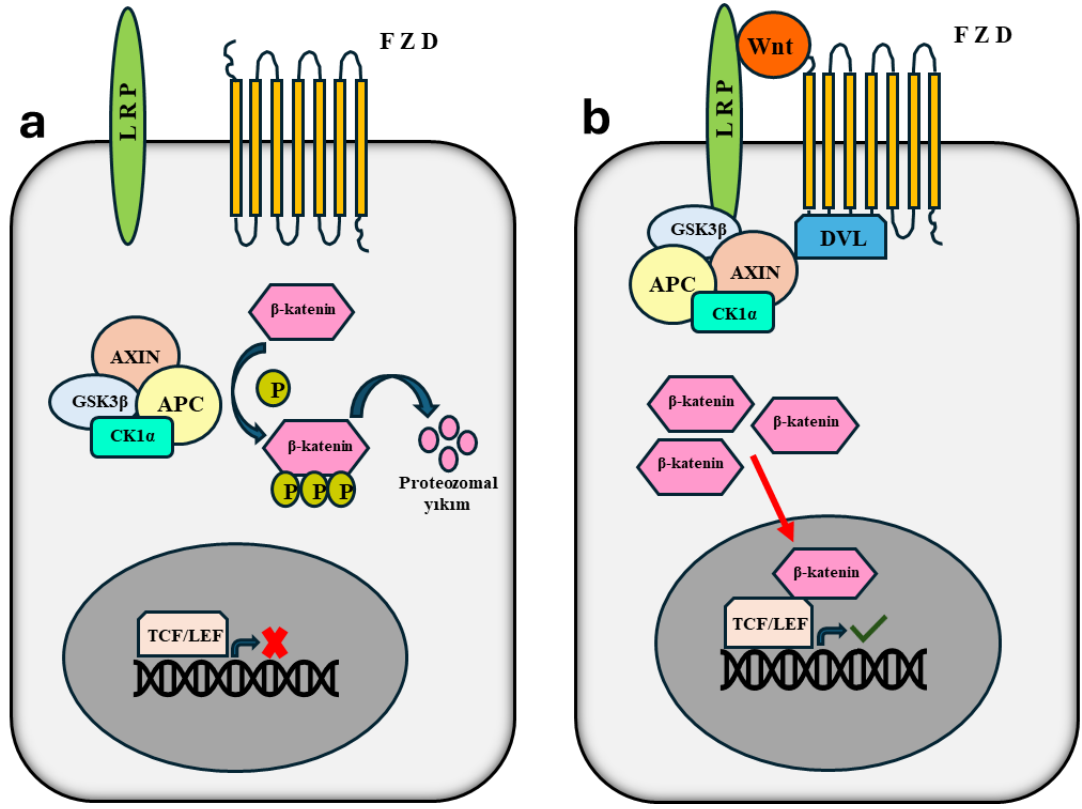 a
L R P
F Z D
β-katenin
P
AXIN
GSK3β
APC
CK1α
β-katenin
P P P
Proteozomal
yıkım
TCF/LEF
b
L R P
Wnt
F Z D
GSK3β
DVL
APC
AXIN
CK1α
β-katenin
β-katenin
β-katenin
β-katenin
TCF/LEF